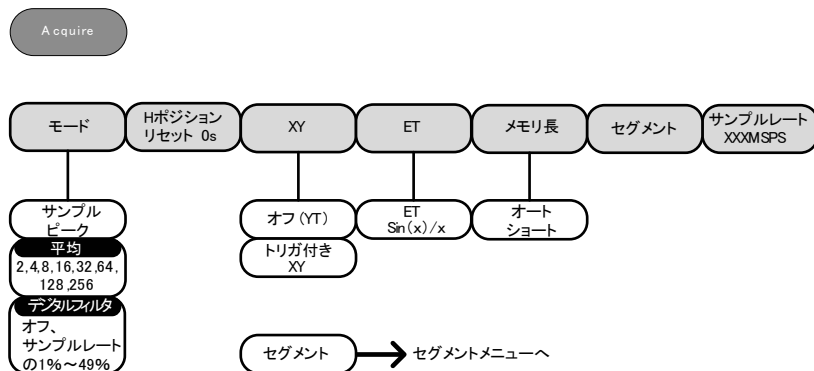 Acquire
モード
Hポジション
リセット 0s
XY
ET
メモリ長
セグメント
サンプルレート
XXXMSPS
サンプル
ピーク
平均
2,4,8,16,32,64,
128,256
デジタルフィルタ
オフ、
サンプルレート
の1%～49%
オフ(YT)
トリガ付き
XY
ET
Sin(x)/x
オート
ショート
セグメント
セグメントメニューへ